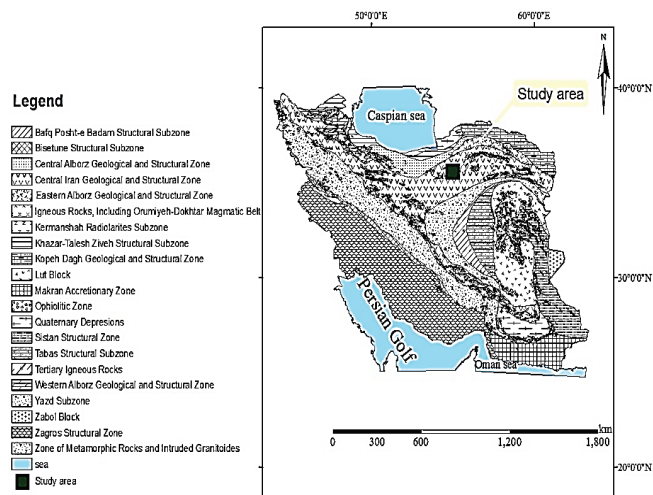 50°0'0"E
60°0'0"E
N
40°0'0"N
Study area
Caspian sea
Legend
Bafq Posht-e Badam Structural Subzone
Bisetune Structural Subzone
Central Alborz Geological and Structural Zone
Central Iran Geological and Structural Zone
Eastern Alborz Geological and Structural Zone
Igneous Rocks, Including Orumiyeh-Dokhtar Magmatic Belt
Kermanshah Radiolarites Subzone
Khazar-Talesh Ziveh Structural Subzone
Kopeh Dagh Geological and Structural Zone
Lut Block
Makran Accretionary Zone
Ophiolitic Zone
Quaternary Depresions
Sistan Structural Zone
Tabas Structural Subzone
Tertiary Igneous Rocks
Western Alborz Geological and Structural Zone
Yazd Subzone
Zabol Block
Zagros Structural Zone
Zone of Metamorphic Rocks and Intruded Granitoides
sea
Study area
30°0'0"N
Persian Golf
Oman sea
km
0 300 600 1,200 1,800
20°0'0"N